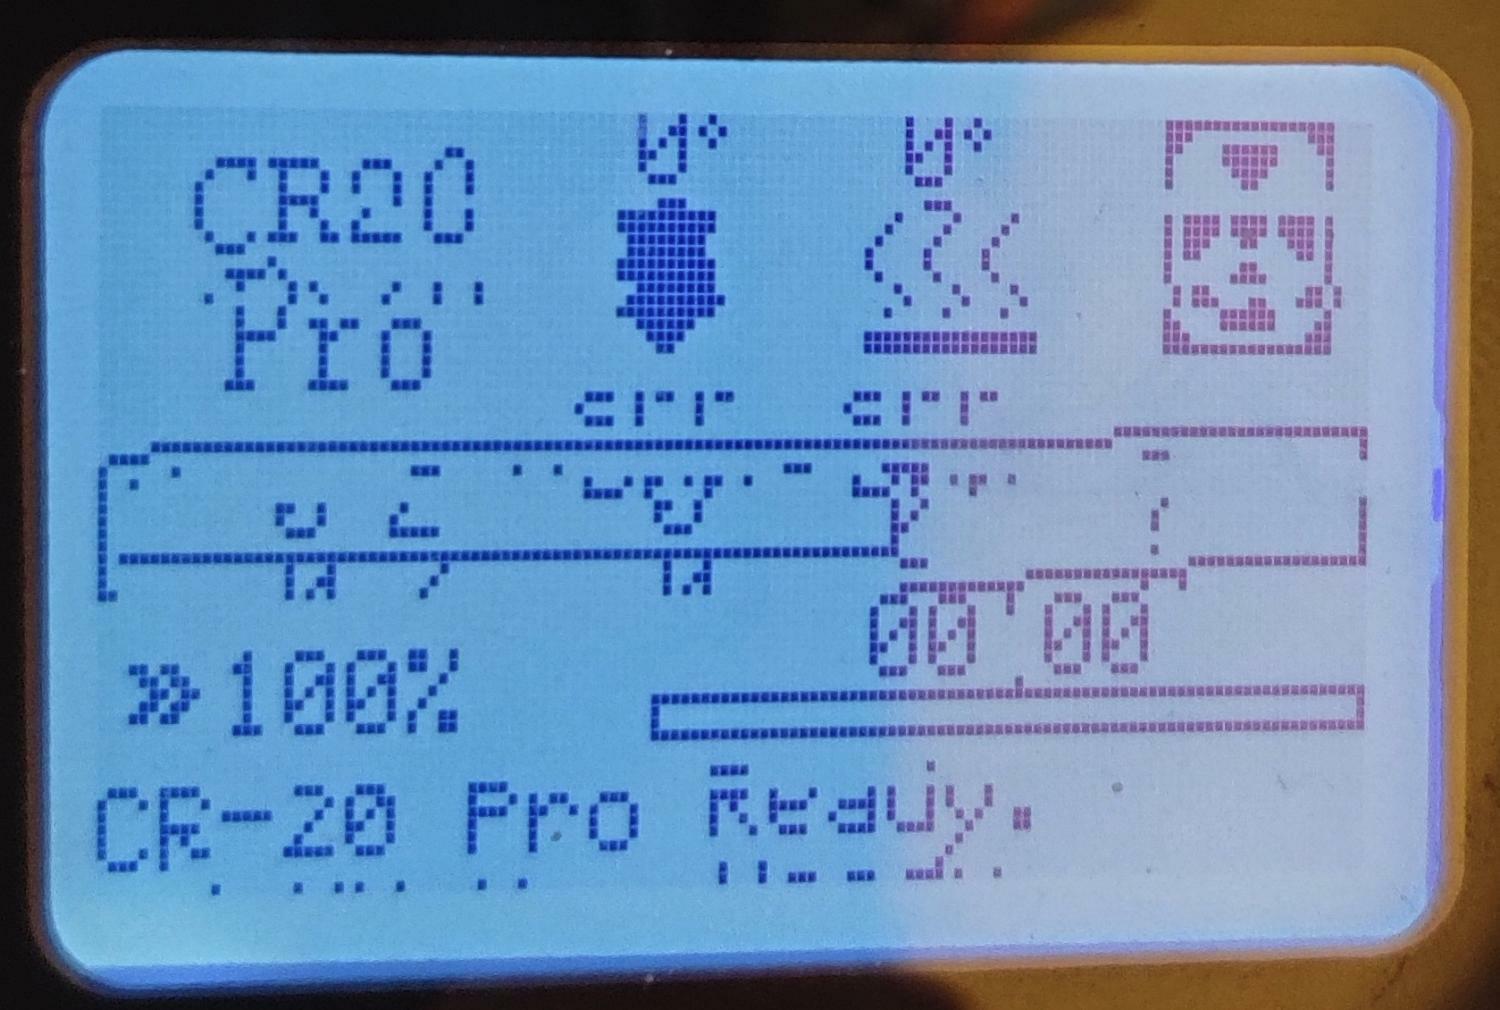 CR20
Pro
0° 0°
err err
»100%
00:00
CR-20 Pro Ready.